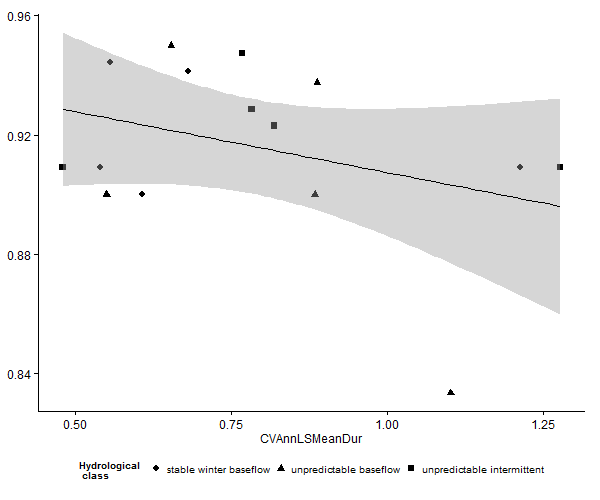 0.96
0.92
0.88
0.84
0.50 0.75 1.00 1.25
CVAnnLSMeanDur
Hydrological
class
stable winter baseflow unpredictable baseflow unpredictable intermittent